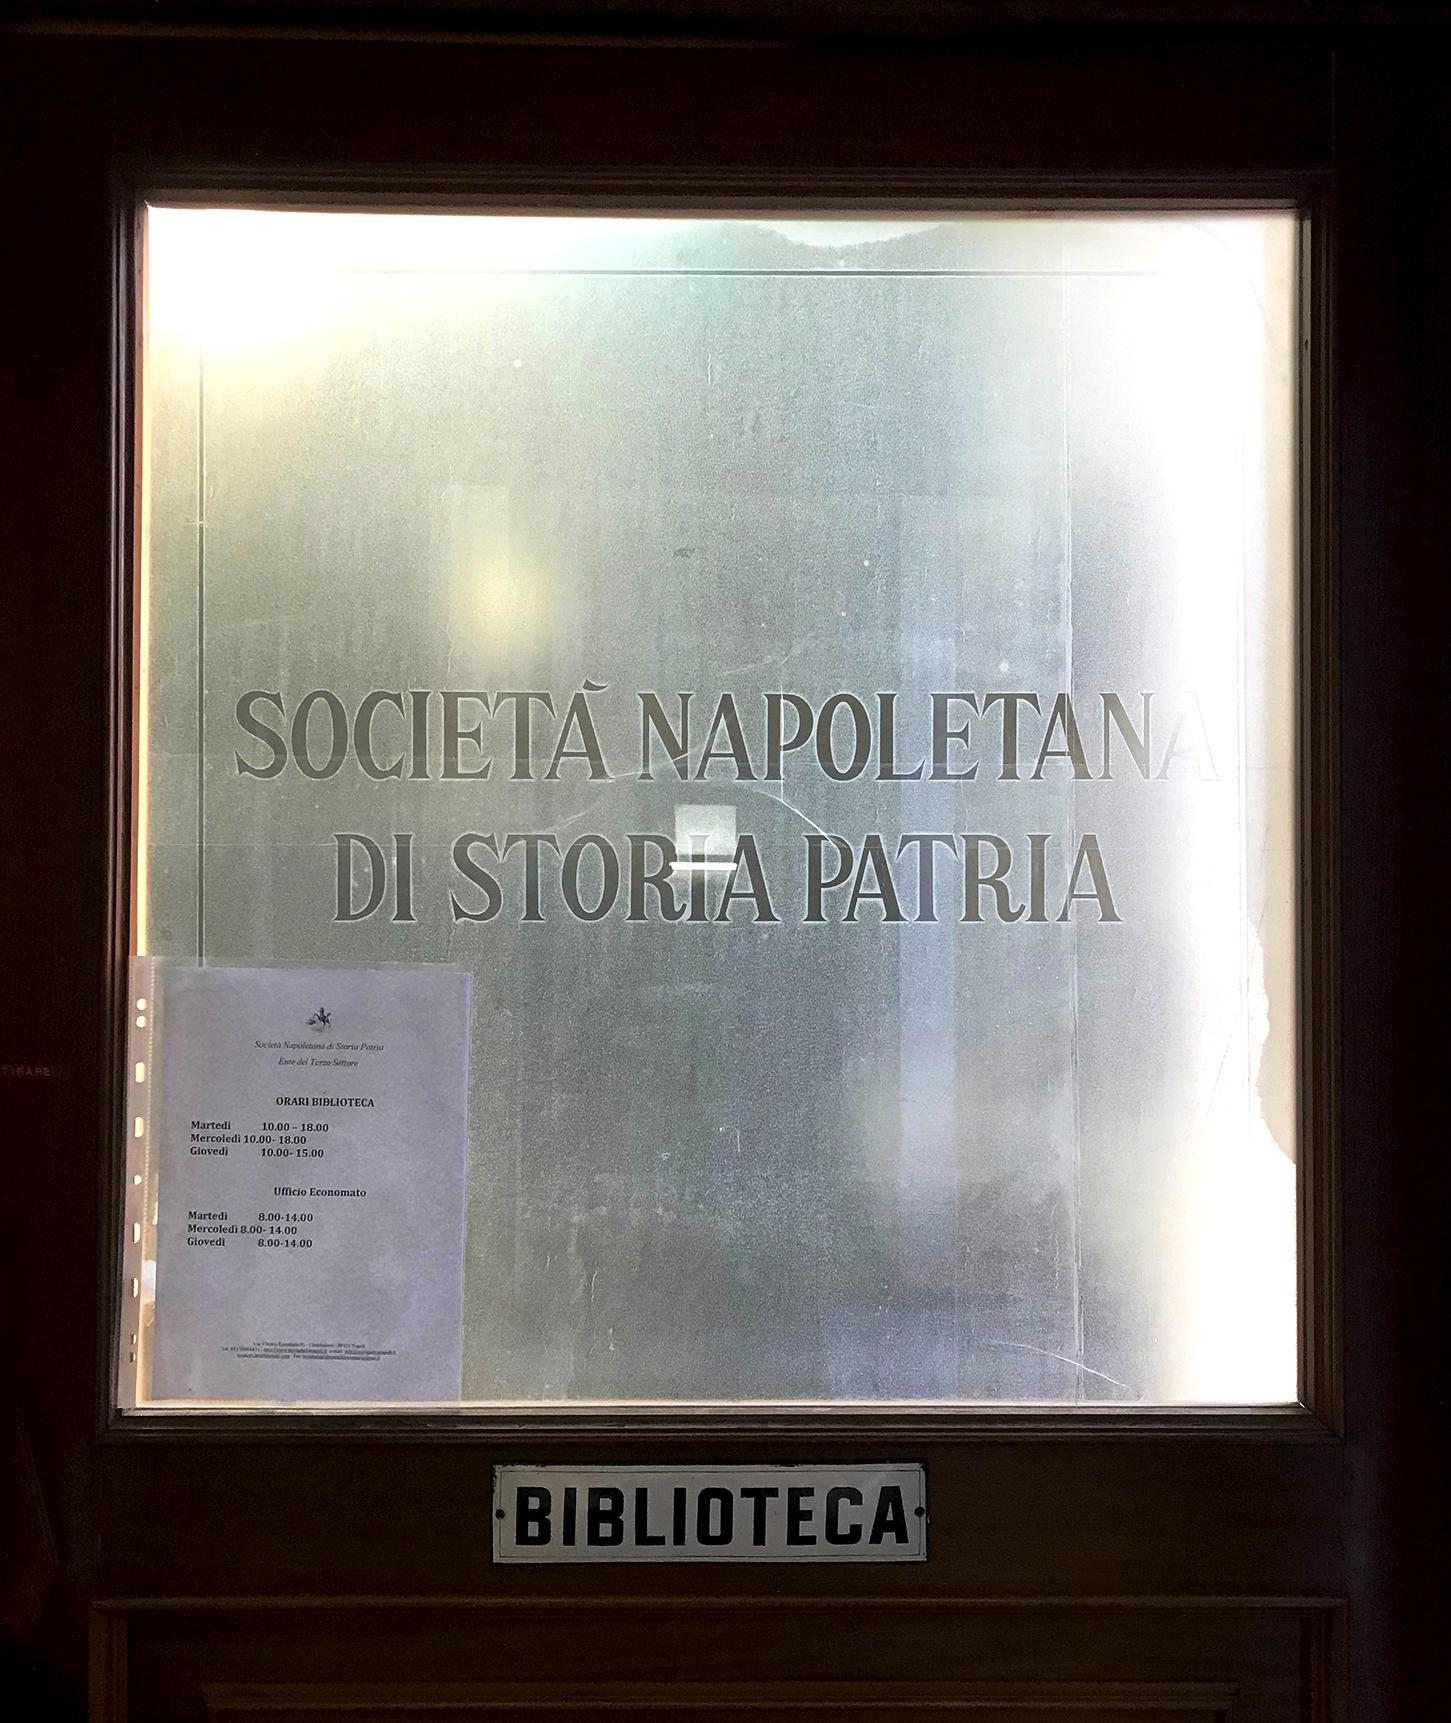 SOCIETÀ NAPOLETANA
DI STORIA PATRIA
Società Napoletana di Storia Patria
Ente del Terzo Settore
ORARI BIBLIOTECA
Martedì 10.00 – 18.00
Mercoledì 10.00- 18.00
Giovedì 10.00- 15.00
Ufficio Economato
Martedì 8.00-14.00
Mercoledì 8.00- 14.00
Giovedì 8.00-14.00
TIRARE
BIBLIOTECA